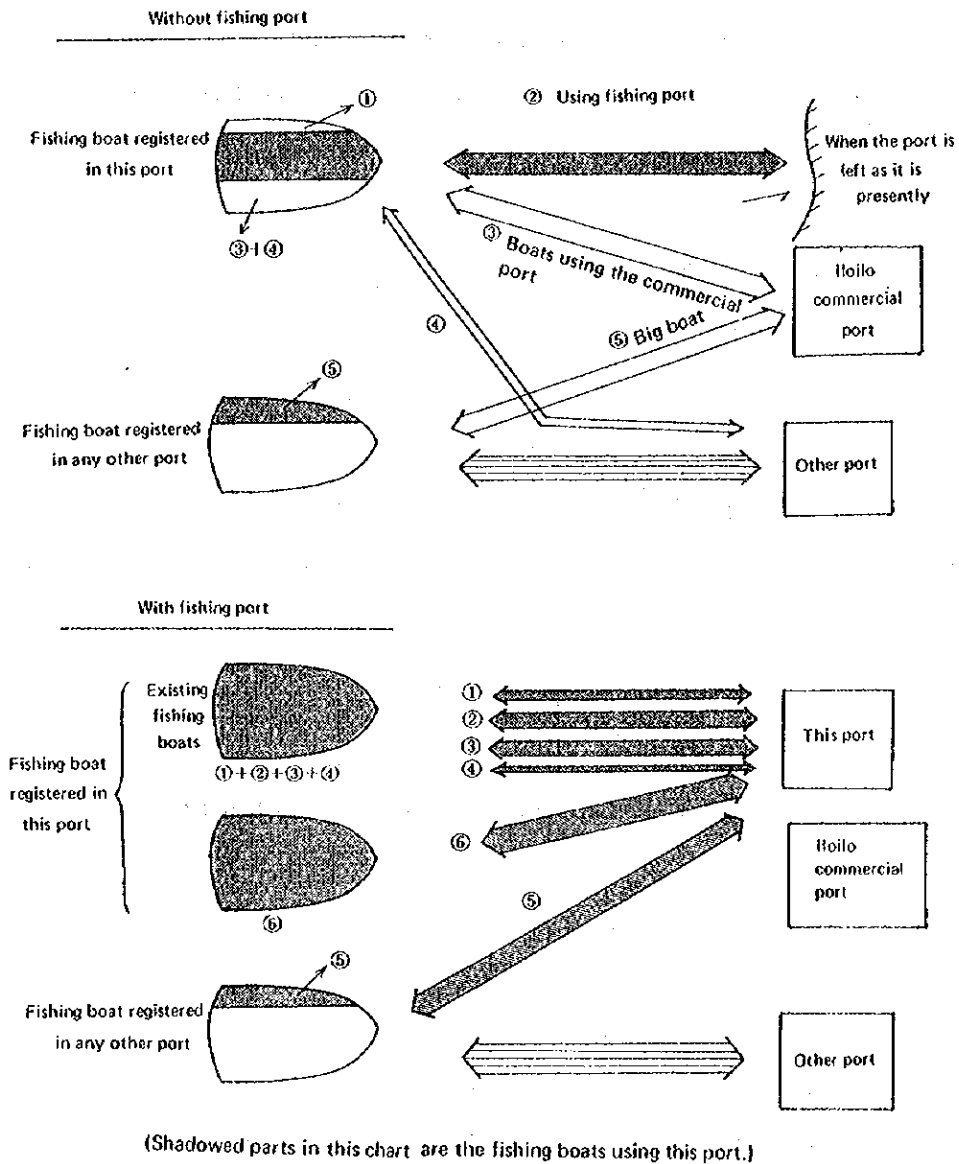 Without fishing port
①
② Using fishing port
Fishing boat registered
in this port
When the port is
left as it is
presently
③+④
③ Boats using the commercial
port
Iloilo
commercial
port
④
⑤ Big boat
⑤
Fishing boat registered
in any other port
Other port
With fishing port
Existing
fishing
boats
①+②+③+④
Fishing boat
registered in
this port
①
②
③
④
This port
⑥
⑥
Iloilo
commercial
port
⑤
⑤
Fishing boat registered
in any other port
Other port
(Shadowed parts in this chart are the fishing boats using this port.)